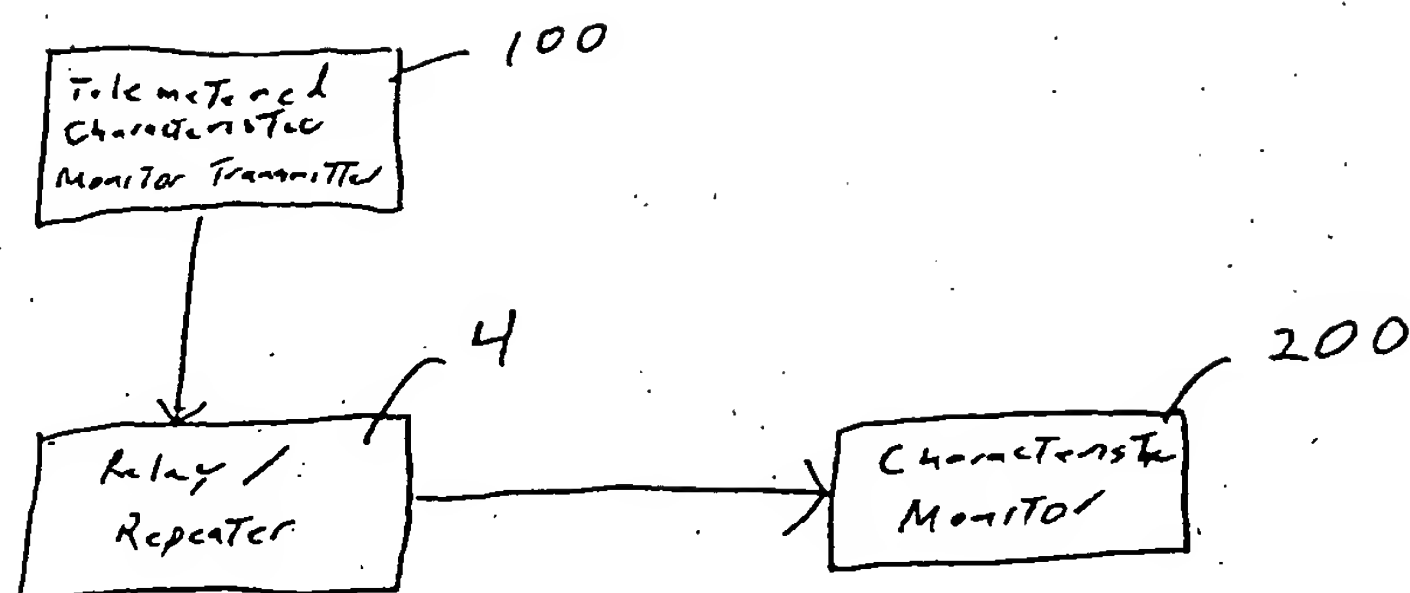 100
Telemetered
Characteristic
Monitor Transmitter
4
200
Relay /
Repeater
Characteristic
Monitor